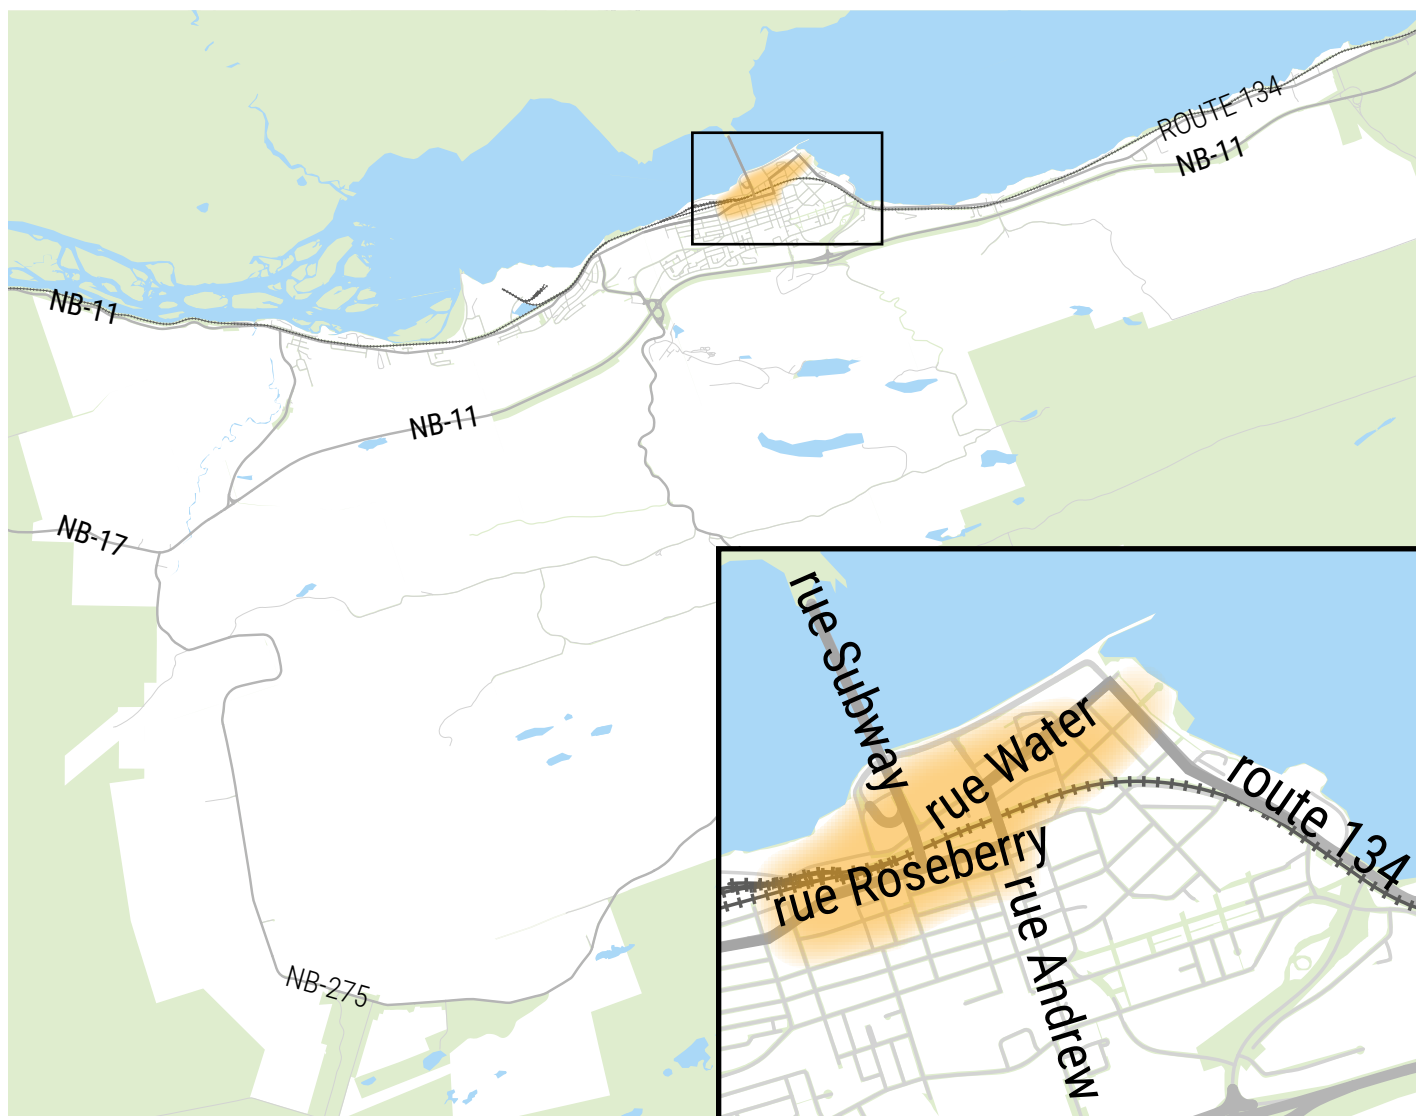 ROUTE 134
NB-11
NB-11
NB-11
NB-17
NB-275
rue Subway
rue Water
route 134
rue Roseberry
rue Andrew